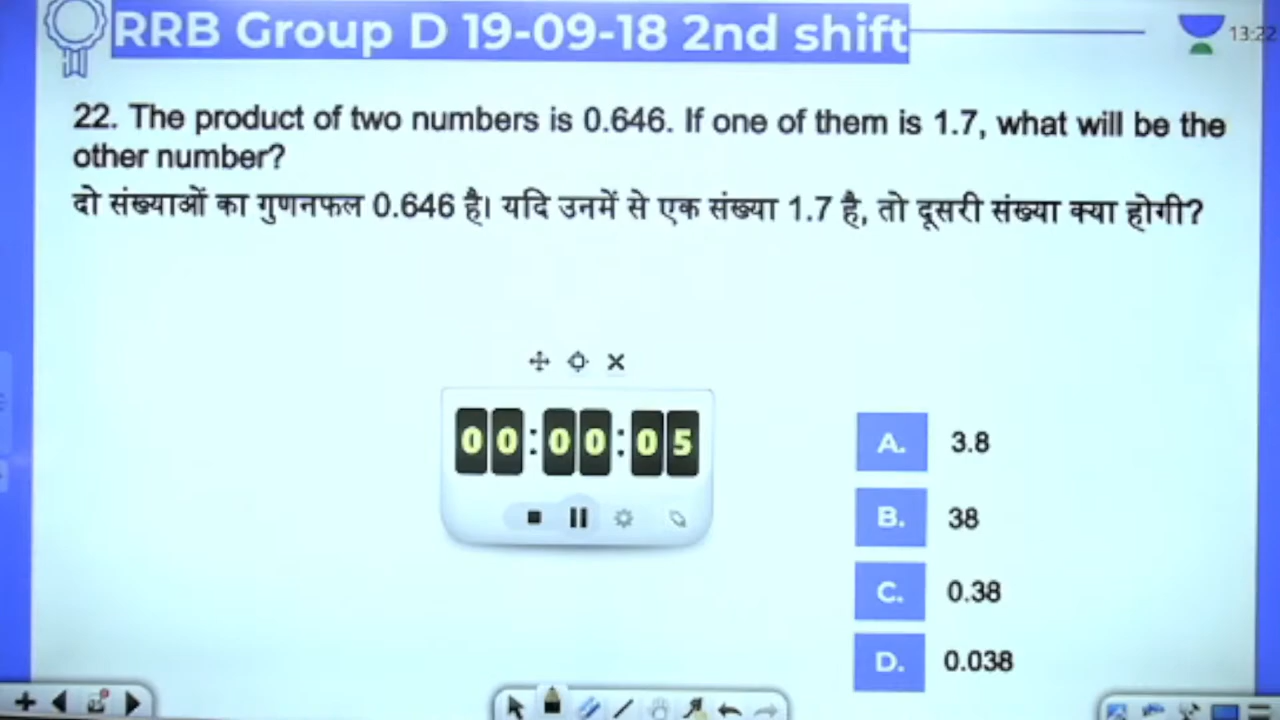 RRB Group D 19-09-18 2nd shift
13:22
22. The product of two numbers is 0.646. If one of them is 1.7, what will be the
other number?
दो संख्याओं का गुणनफल 0.646 है। यदि उनमें से एक संख्या 1.7 है, तो दूसरी संख्या क्या होगी?
00:00:05
A. 3.8
B. 38
C. 0.38
D. 0.038